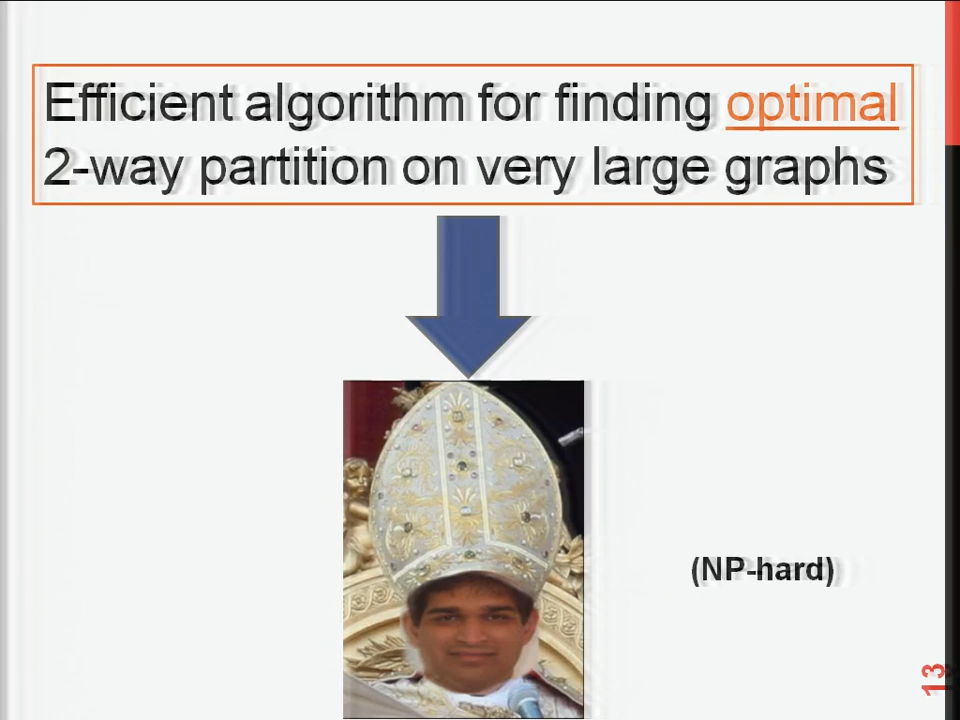 Efficient algorithm for finding optimal
2-way partition on very large graphs
(NP-hard)
13